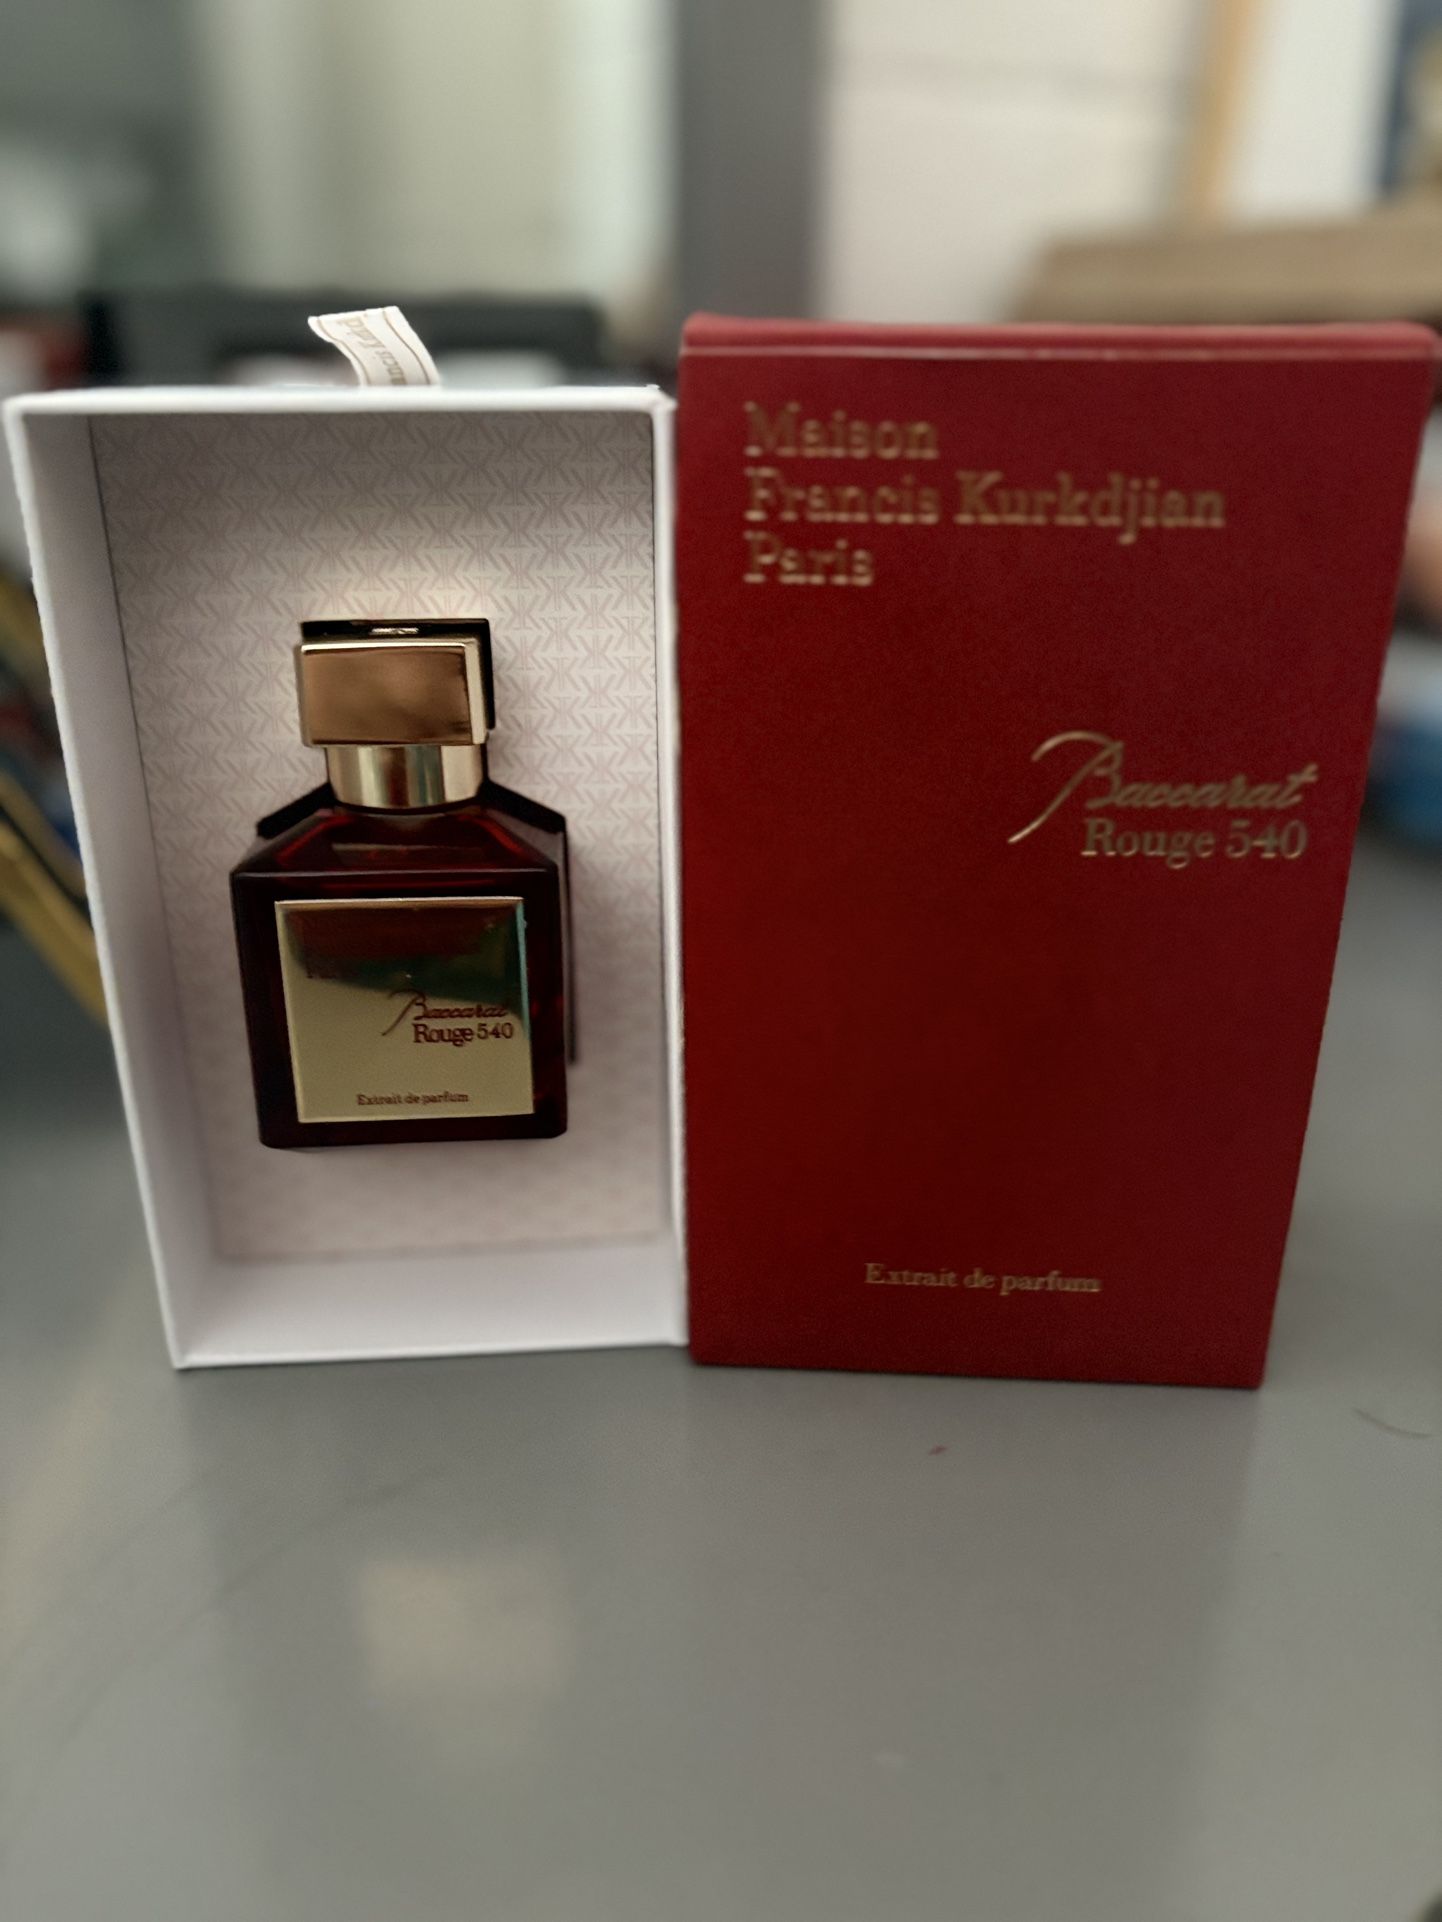 Maison
Francis Kurkdjian
Paris
Baccarat
Rouge 540
Extrait de parfum
Baccarat
Rouge 540
Extrait de parfum